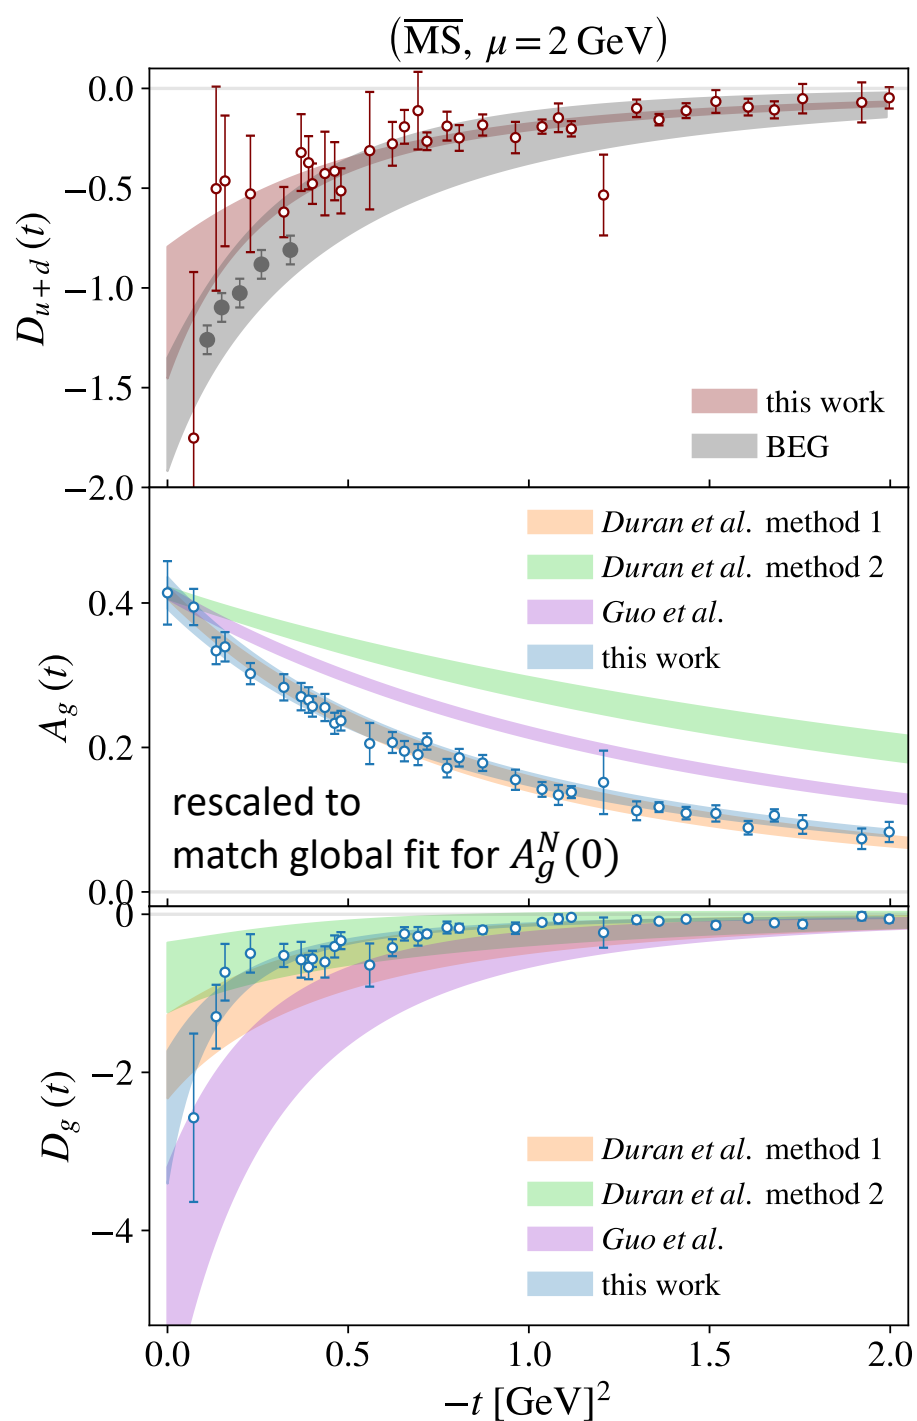 (M̅S̅, μ = 2 GeV)
0.0
−0.5
−1.0
−1.5
−2.0
D_{u+d}(t)
this work
BEG
Duran et al. method 1
Duran et al. method 2
Guo et al.
this work
0.4
0.2
0.0
A_g(t)
rescaled to
match global fit for A_g^N(0)
0
−2
−4
D_g(t)
Duran et al. method 1
Duran et al. method 2
Guo et al.
this work
0.0 0.5 1.0 1.5 2.0
−t [GeV]²